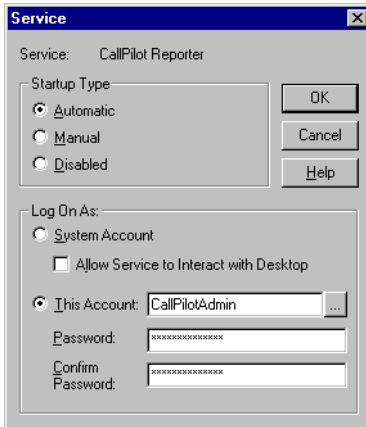 Service
Service: CallPilot Reporter
Startup Type
Automatic
Manual
Disabled
OK
Cancel
Help
Log On As:
System Account
Allow Service to Interact with Desktop
This Account: CallPilotAdmin ...
Password: **************
Confirm
Password: **************